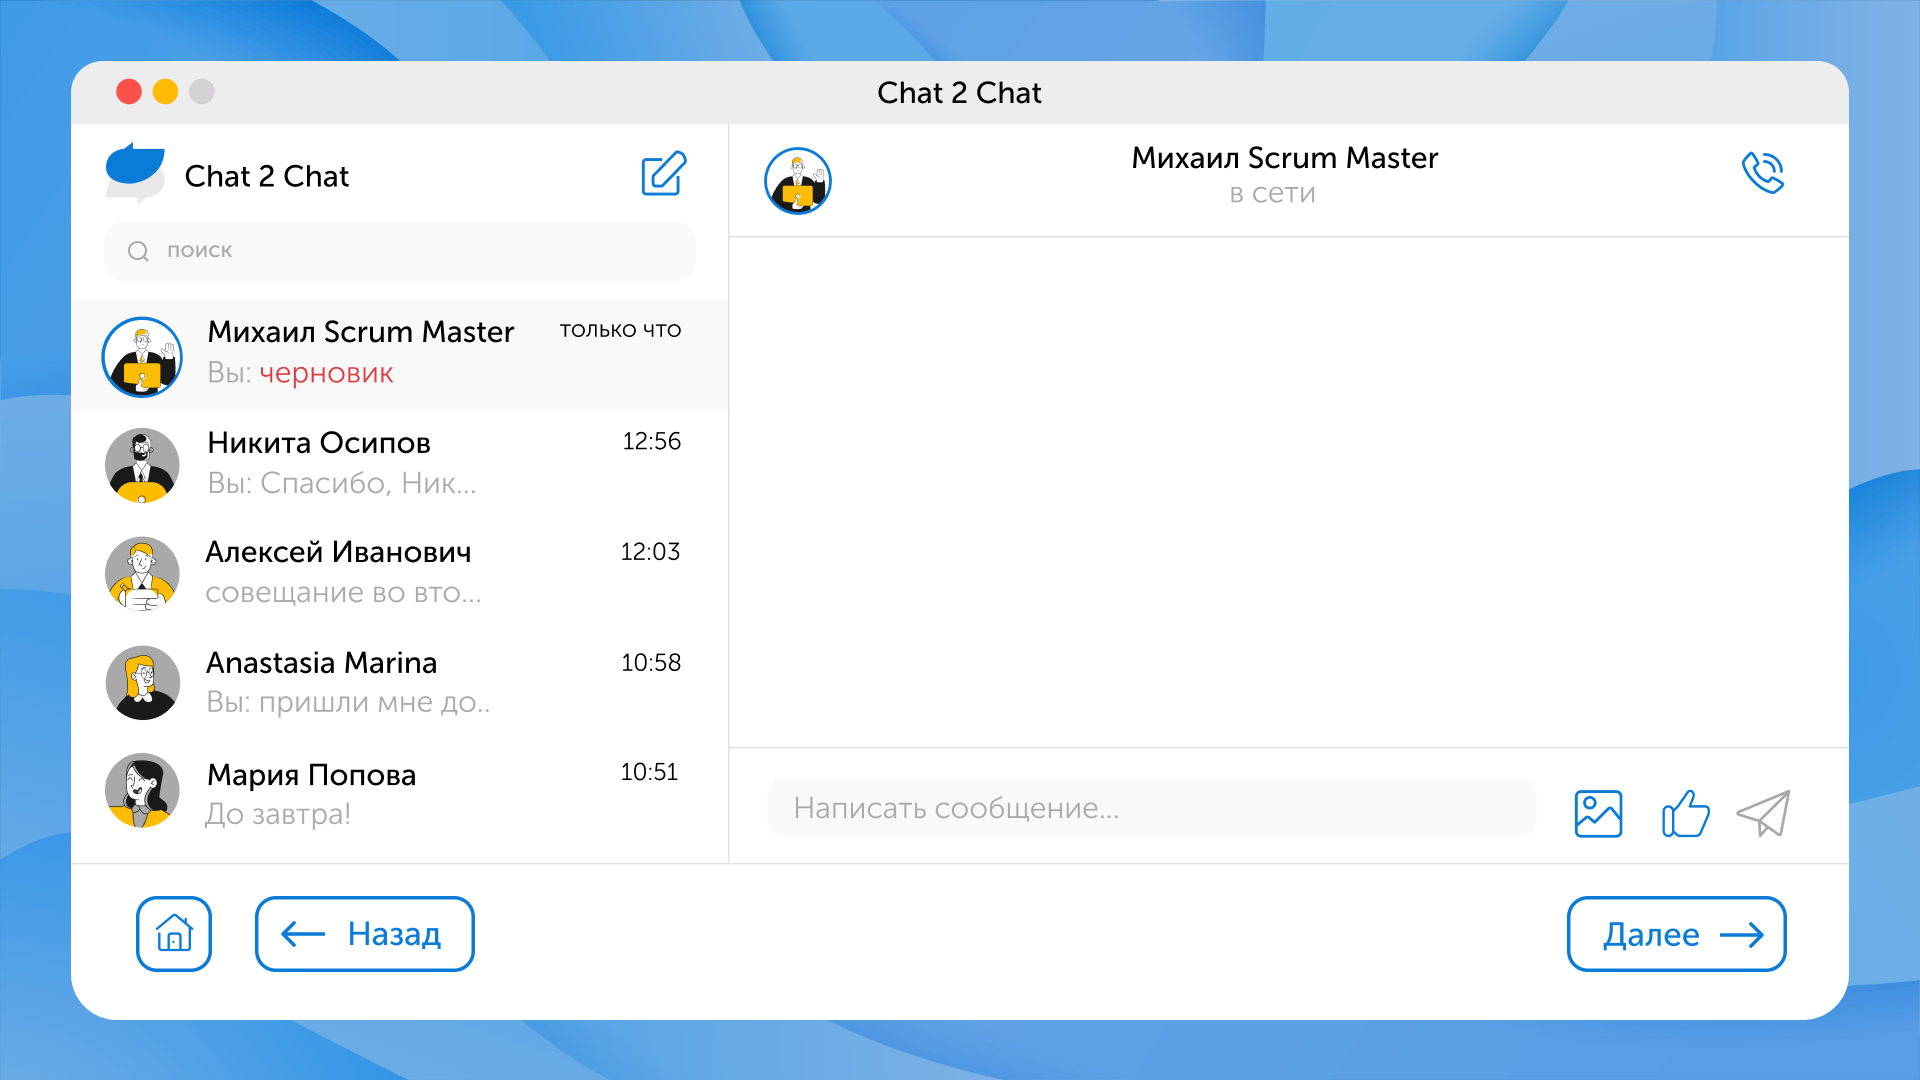 Chat 2 Chat
Chat 2 Chat
поиск
Михаил Scrum Master
только что
Вы: черновик
Никита Осипов
12:56
Вы: Спасибо, Ник...
Алексей Иванович
12:03
совещание во вто...
Anastasia Marina
10:58
Вы: пришли мне до..
Мария Попова
10:51
До завтра!
Михаил Scrum Master
в сети
Написать сообщение...
Назад
Далее